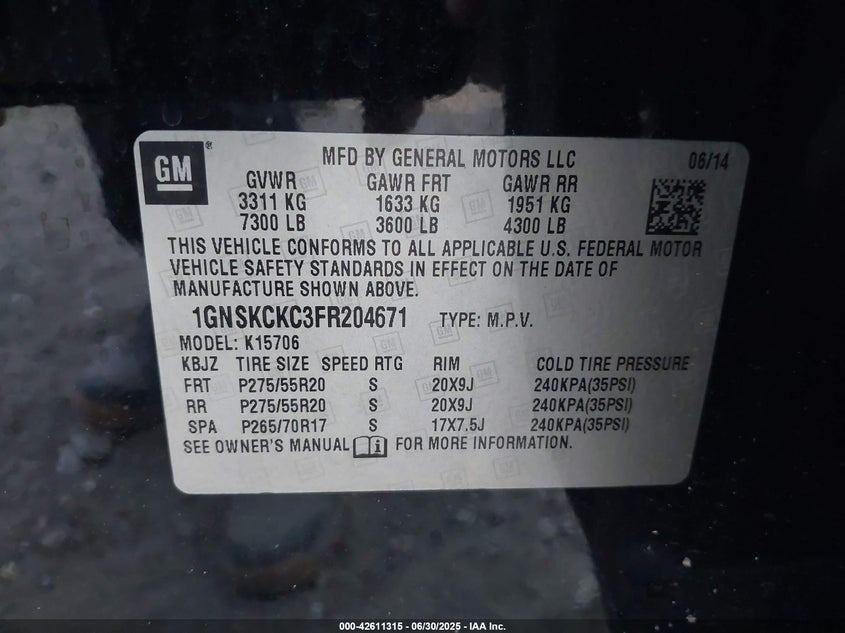 GM ®
MFD BY GENERAL MOTORS LLC 06/14
GVWR GAWR FRT GAWR RR
3311 KG 1633 KG 1951 KG
7300 LB 3600 LB 4300 LB
THIS VEHICLE CONFORMS TO ALL APPLICABLE U.S. FEDERAL MOTOR
VEHICLE SAFETY STANDARDS IN EFFECT ON THE DATE OF
MANUFACTURE SHOWN ABOVE.
1GNSKCKC3FR204671 TYPE: M.P.V.
MODEL: K15706
KBJZ TIRE SIZE SPEED RTG RIM COLD TIRE PRESSURE
FRT P275/55R20 S 20X9J 240KPA(35PSI)
RR P275/55R20 S 20X9J 240KPA(35PSI)
SPA P265/70R17 S 17X7.5J 240KPA(35PSI)
SEE OWNER'S MANUAL FOR MORE INFORMATION.
000-42611315 - 06/30/2025 - IAA Inc.